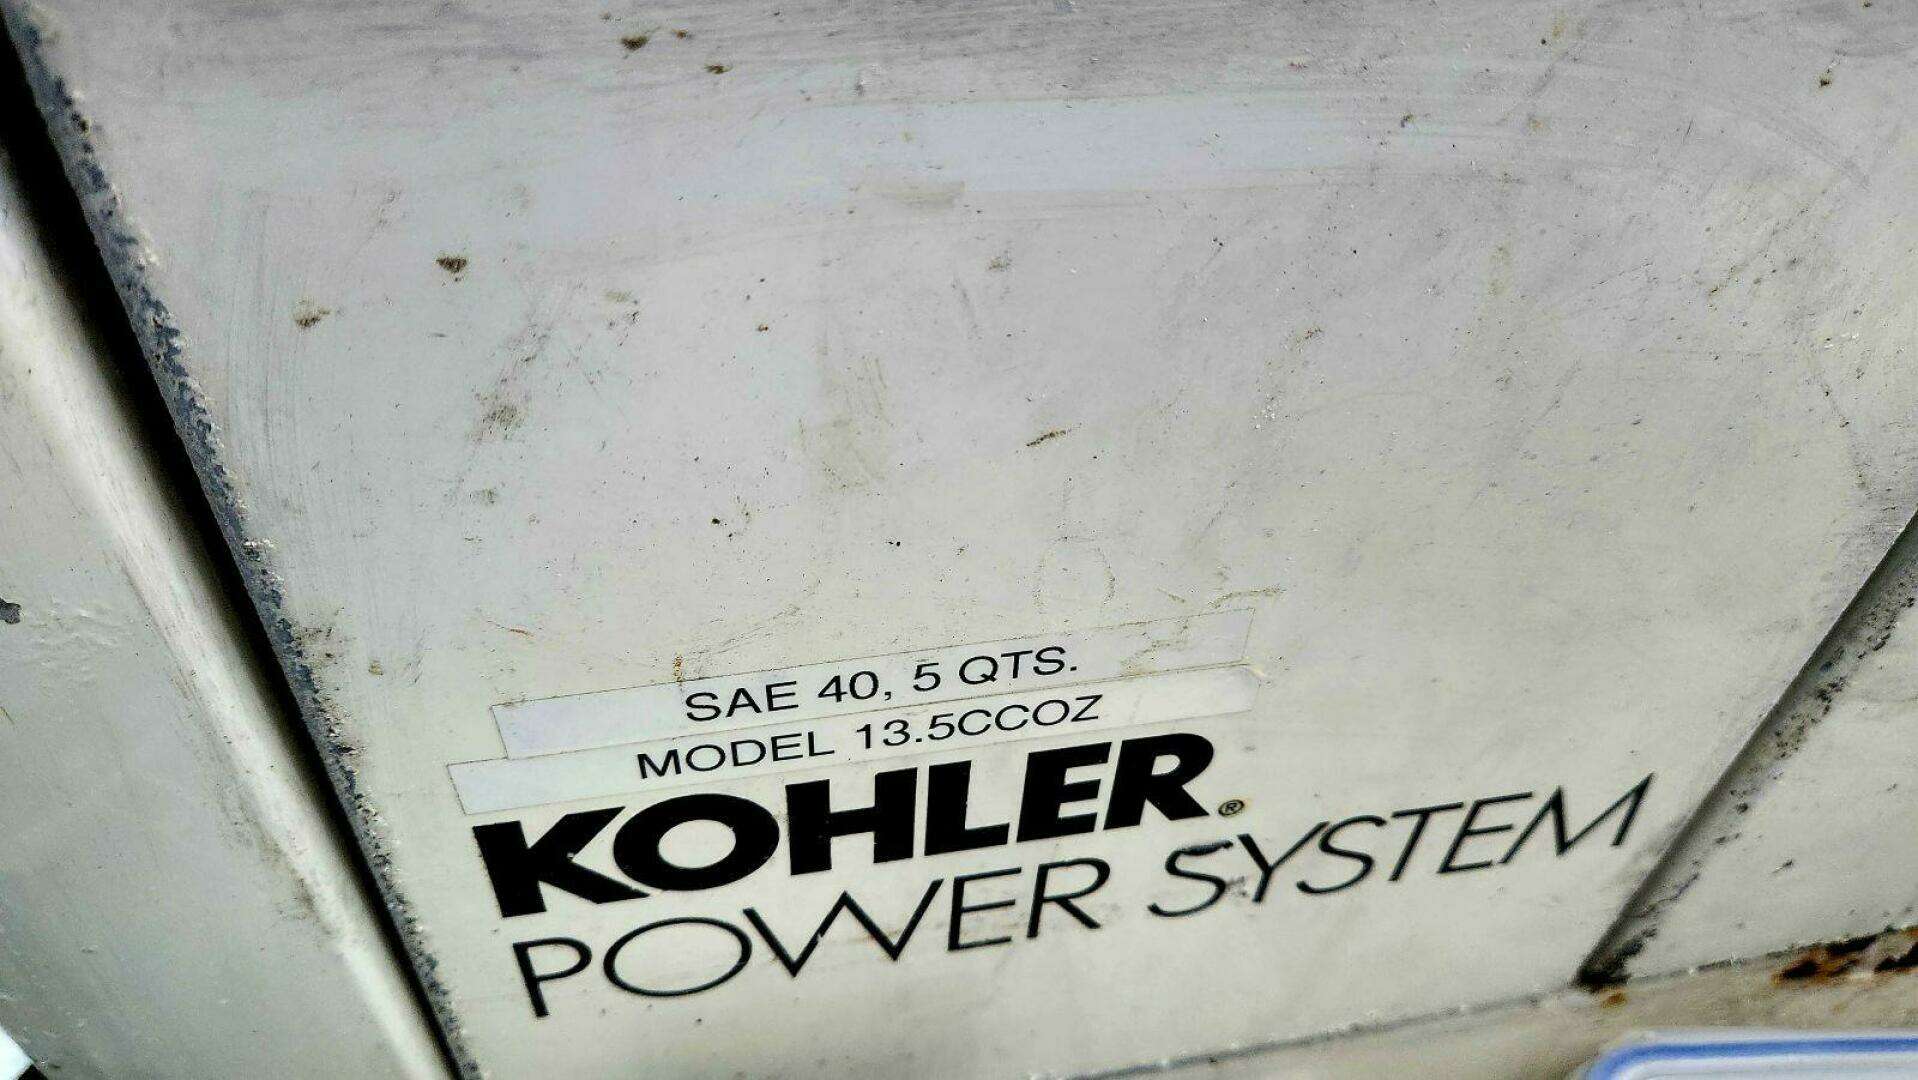 SAE 40, 5 QTS.
MODEL 13.5CCOZ
KOHLER®
POWER SYSTEM